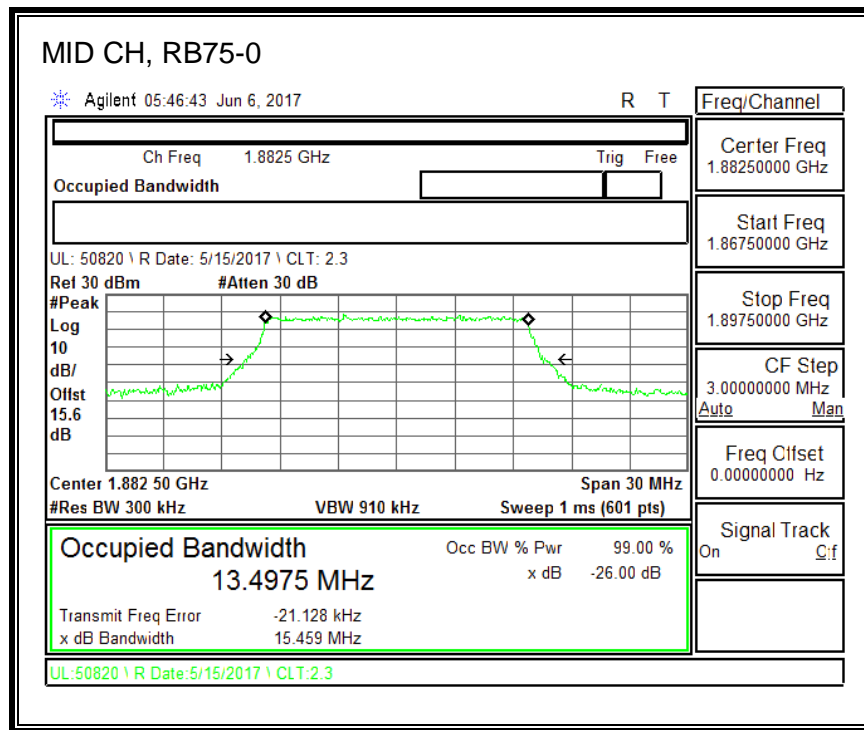 MID CH, RB75-0
Agilent 05:46:43 Jun 6, 2017 R T
Freq/Channel
Ch Freq 1.8825 GHz Trig Free
Occupied Bandwidth
Center Freq
1.88250000 GHz
Start Freq
1.86750000 GHz
Stop Freq
1.89750000 GHz
CF Step
3.00000000 MHz
Auto Man
Freq Offset
0.00000000 Hz
Signal Track
On Off
UL: 50820 \ R Date: 5/15/2017 \ CLT: 2.3
Ref 30 dBm #Atten 30 dB
#Peak
Log
10
dB/
Offst
15.6
dB
Center 1.882 50 GHz Span 30 MHz
#Res BW 300 kHz VBW 910 kHz Sweep 1 ms (601 pts)
Occupied Bandwidth Occ BW % Pwr 99.00 %
13.4975 MHz x dB -26.00 dB
Transmit Freq Error -21.128 kHz
x dB Bandwidth 15.459 MHz
UL:50820 \ R Date:5/15/2017 \ CLT:2.3